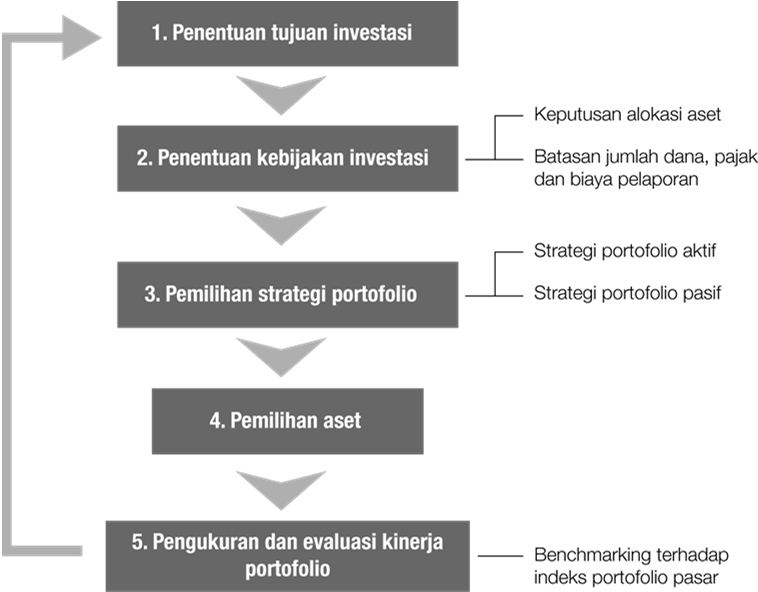 1. Penentuan tujuan investasi
2. Penentuan kebijakan investasi
Keputusan alokasi aset
Batasan jumlah dana, pajak
dan biaya pelaporan
3. Pemilihan strategi portofolio
Strategi portofolio aktif
Strategi portofolio pasif
4. Pemilihan aset
5. Pengukuran dan evaluasi kinerja
portofolio
Benchmarking terhadap
indeks portofolio pasar